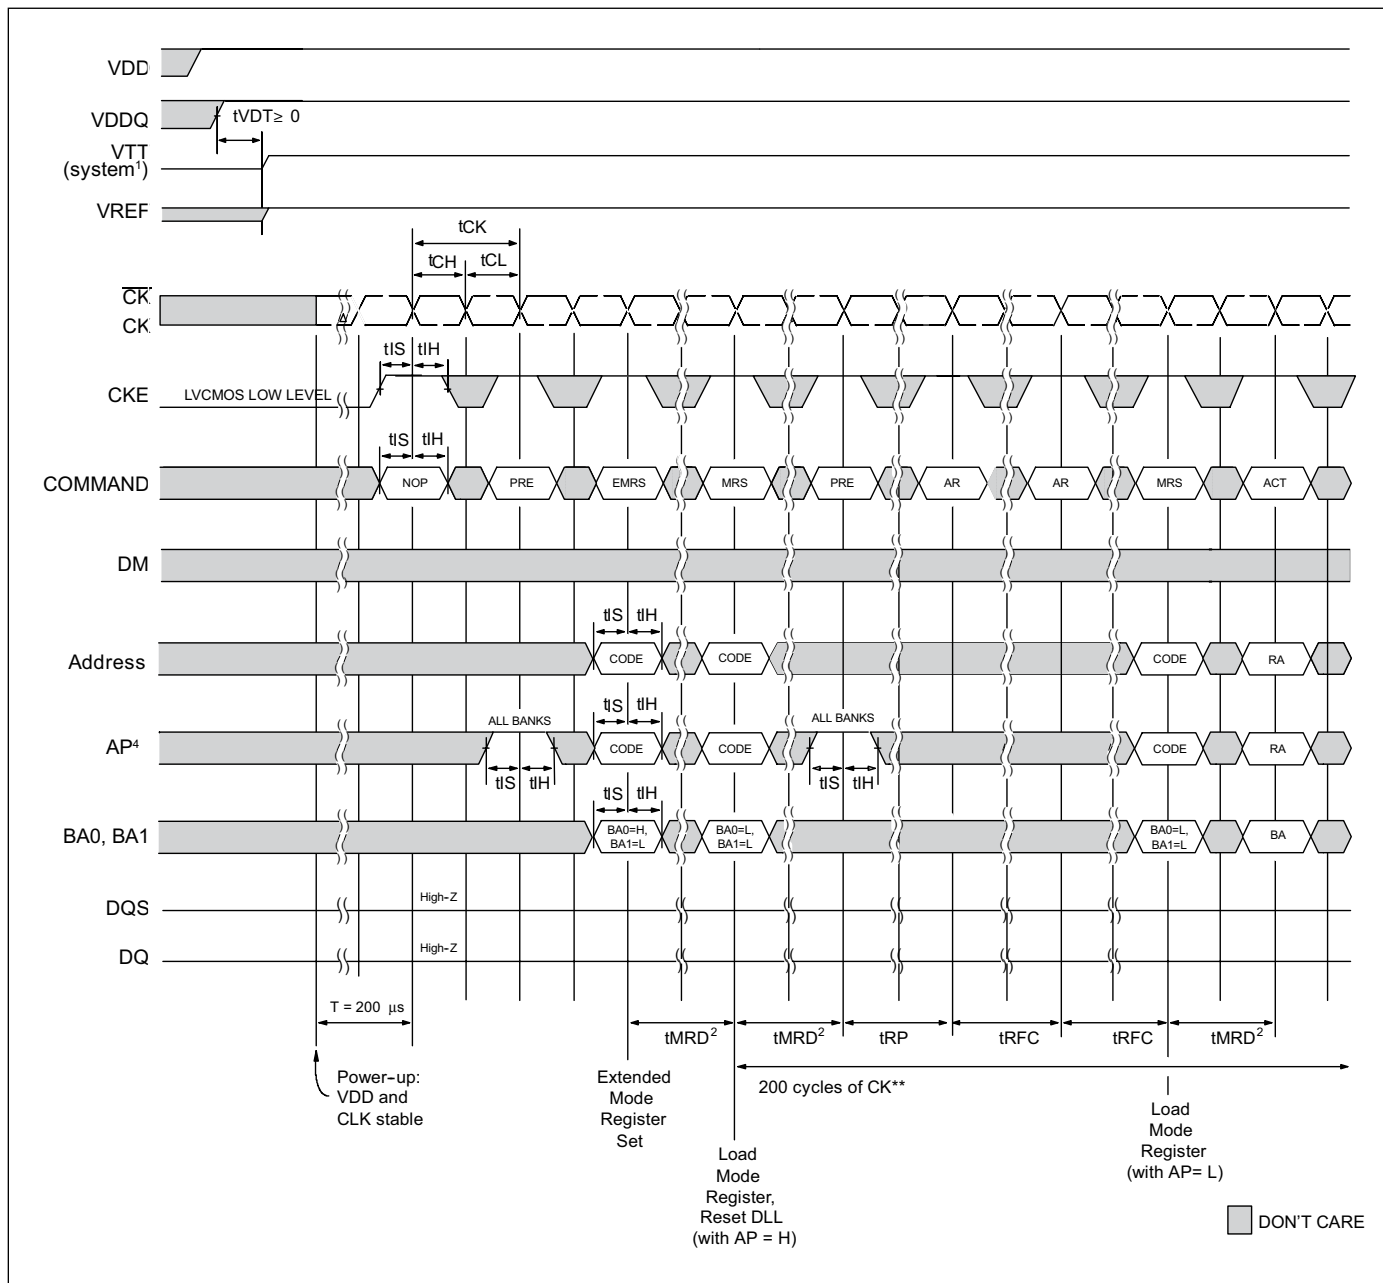 VDD
VDDQ
tVDT≥ 0
VTT
(system¹)
VREF
tCK
tCH
tCL
CK
CK
tIS
tIH
CKE
LVCMOS LOW LEVEL
tIS
tIH
COMMAND
NOP
PRE
EMRS
MRS
PRE
AR
AR
MRS
ACT
DM
tIS
tIH
Address
CODE
CODE
CODE
RA
ALL BANKS
tIS
tIH
ALL BANKS
AP⁴
CODE
CODE
CODE
RA
tIS
tIH
tIS
tIH
tIS
tIH
BA0, BA1
BA0=H,
BA1=L
BA0=L,
BA1=L
BA0=L,
BA1=L
BA
DQS
High-Z
DQ
High-Z
T = 200 µs
tMRD²
tMRD²
tRP
tRFC
tRFC
tMRD²
Power-up:
VDD and
CLK stable
Extended
Mode
Register
Set
200 cycles of CK**
Load
Mode
Register,
Reset DLL
(with AP = H)
Load
Mode
Register
(with AP= L)
DON'T CARE